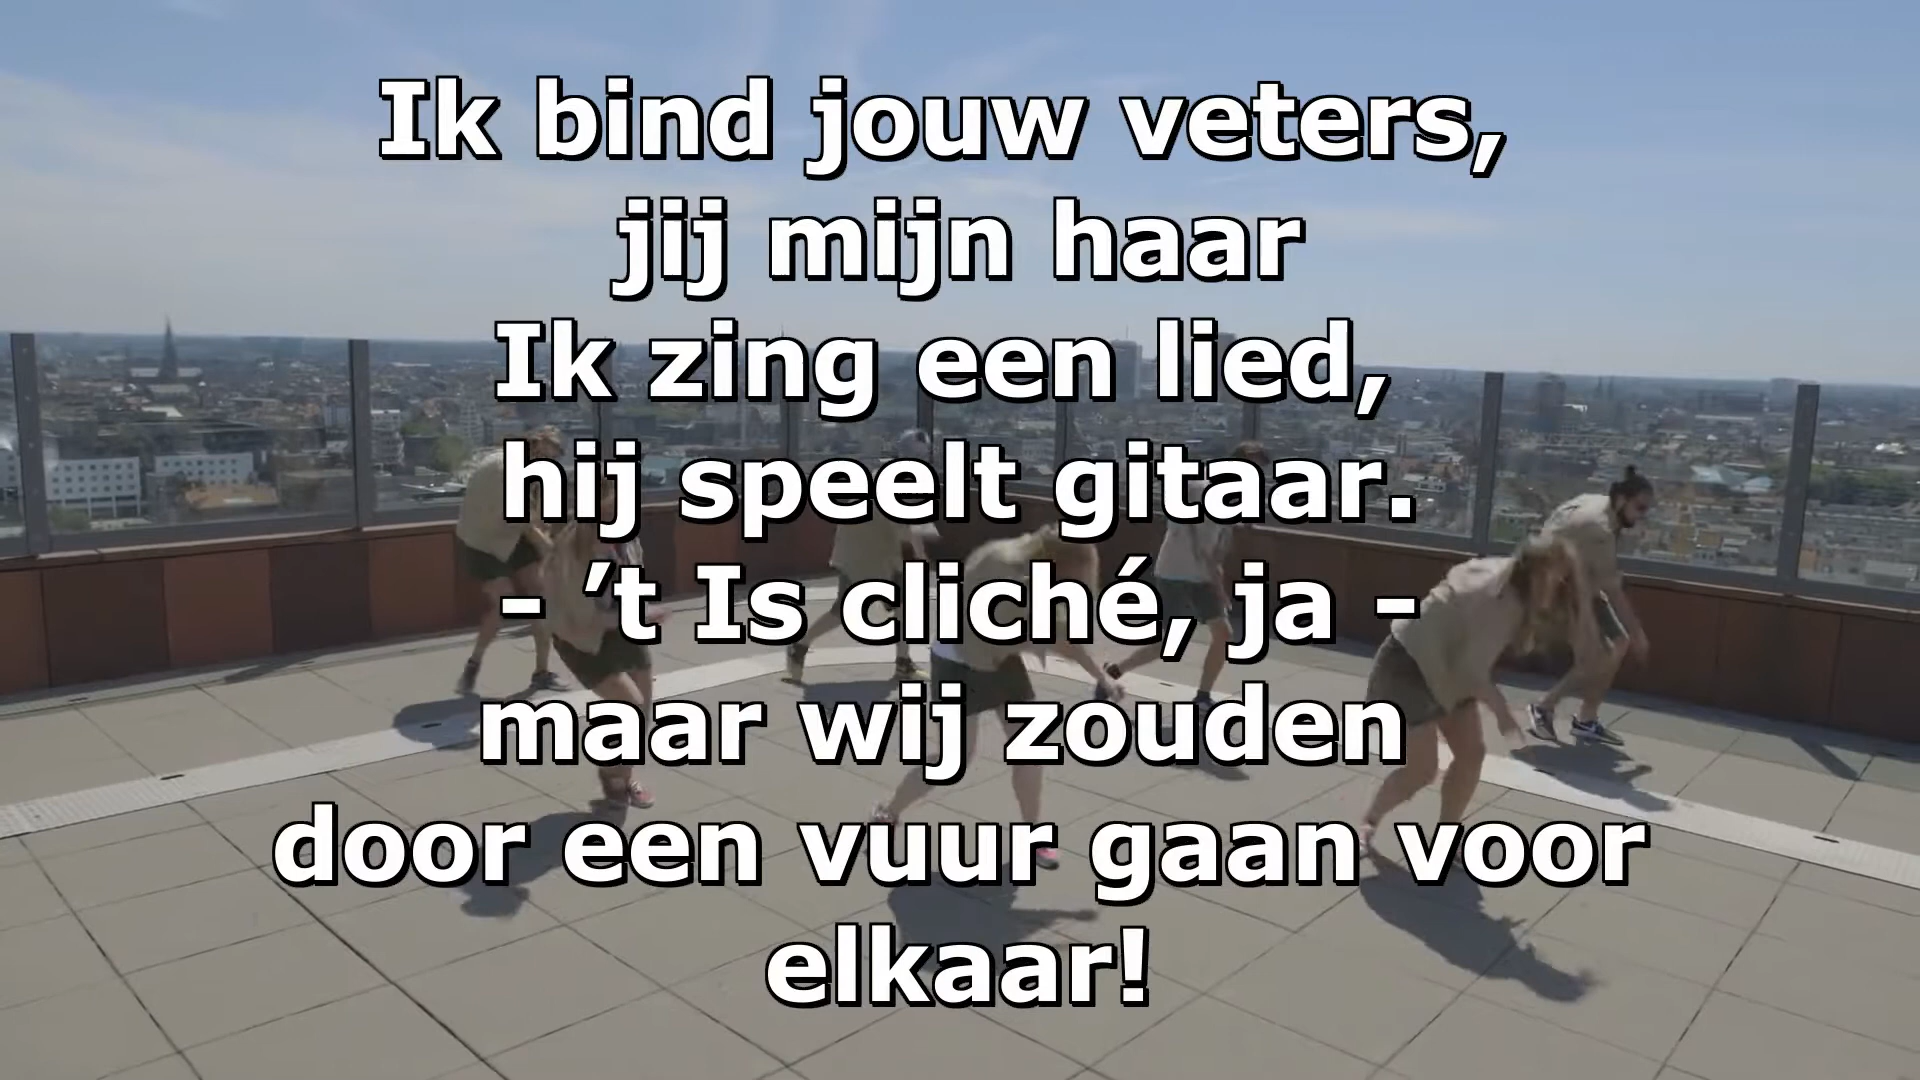 Ik bind jouw veters,
jij mijn haar
Ik zing een lied,
hij speelt gitaar.
- ’t Is cliché, ja -
maar wij zouden
door een vuur gaan voor
elkaar!